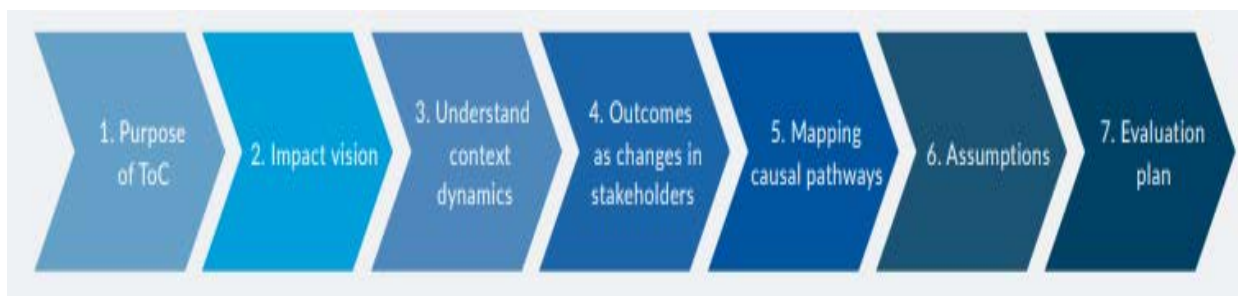 1. Purpose
of ToC
2. Impact vision
3. Understand
context
dynamics
4. Outcomes
as changes in
stakeholders
5. Mapping
causal pathways
6. Assumptions
7. Evaluation
plan